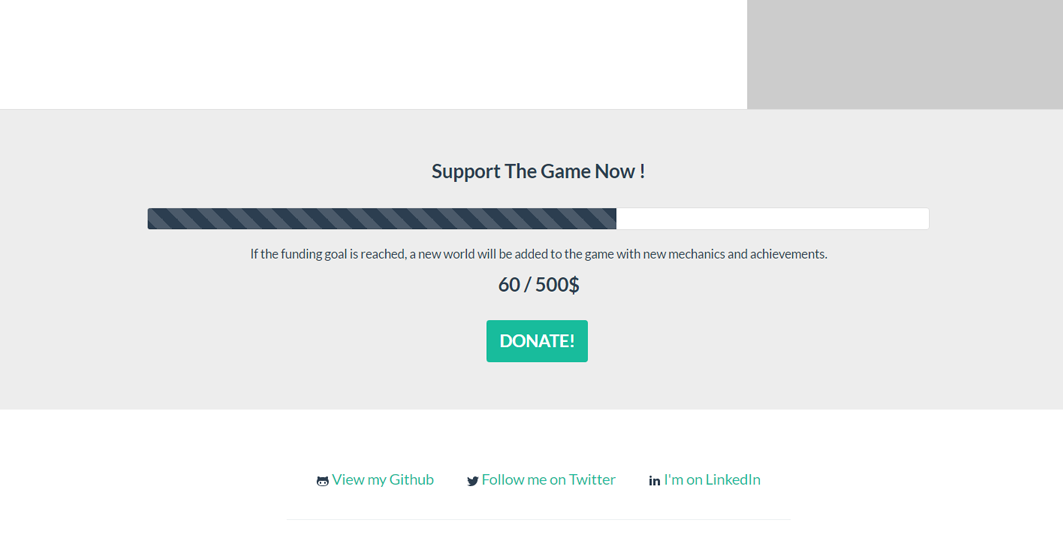 Support The Game Now !
If the funding goal is reached, a new world will be added to the game with new mechanics and achievements.
60 / 500$
DONATE!
View my Github Follow me on Twitter I'm on LinkedIn